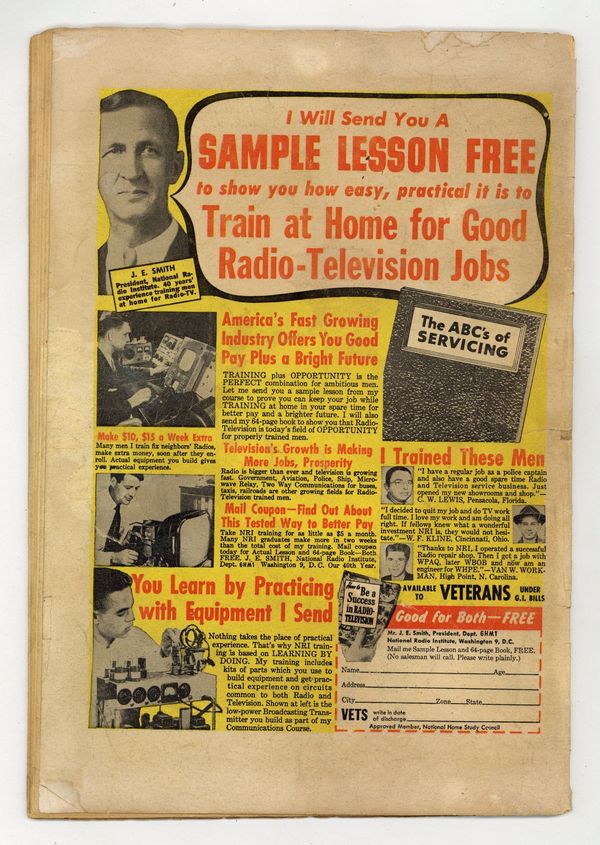 I Will Send You A
SAMPLE LESSON FREE
to show you how easy, practical it is to
Train at Home for Good
Radio-Television Jobs
J. E. SMITH
President, National Ra-
dio Institute. 40 years'
experience training men
at home for Radio-TV.
America's Fast Growing
Industry Offers You Good
Pay Plus a Bright Future
TRAINING plus OPPORTUNITY is the
PERFECT combination for ambitious men.
Let me send you a sample lesson from my
course to prove you can keep your job while
TRAINING at home in your spare time for
better pay and a brighter future. I will also
send my 64-page book to show you that Radio-
Television is today's field of OPPORTUNITY
for properly trained men.
The ABC's of
SERVICING
Make $10, $15 a Week Extra
Many men I train fix neighbors' Radios,
make extra money, soon after they en-
roll. Actual equipment you build gives
you practical experience.
Television's Growth is Making
More Jobs, Prosperity
Radio is bigger than ever and television is growing
fast. Government, Aviation, Police, Ship, Micro-
wave Relay, Two Way Communications for buses,
taxis, railroads are other growing fields for Radio-
Television trained men.
Mail Coupon—Find Out About
This Tested Way to Better Pay
Take NRI training for as little as $5 a month.
Many NRI graduates make more in two weeks
than the total cost of my training. Mail coupon
today for Actual Lesson and 64-page Book—Both
FREE. J. E. SMITH, National Radio Institute,
Dept. 6HM1 Washington 9, D.C. Our 40th Year.
I Trained These Men
"I have a regular job as a police captain
and also have a good spare time Radio
and Television service business. Just
opened my new showrooms and shop."—
C. W. LEWIS, Pensacola, Florida.
"I decided to quit my job and do TV work
full time. I love my work and am doing all
right. If fellows knew what a wonderful
investment NRI is, they would not hesi-
tate."—W. F. KLINE, Cincinnati, Ohio.
"Thanks to NRI, I operated a successful
Radio repair shop. Then I got a job with
WPAQ, later WBOB and now am an
engineer for WHPE."—VAN W. WORK-
MAN, High Point, N. Carolina.
You Learn by Practicing
with Equipment I Send
Nothing takes the place of practical
experience. That's why NRI train-
ing is based on LEARNING BY
DOING. My training includes
kits of parts which you use to
build equipment and get prac-
tical experience on circuits
common to both Radio and
Television. Shown at left is the
low-power Broadcasting Trans-
mitter you build as part of my
Communications Course.
How to
Be a
Success
in RADIO-
TELEVISION
AVAILABLE TO VETERANS UNDER G.I. BILLS
Good for Both—FREE
Mr. J. E. Smith, President, Dept. 6HM1
National Radio Institute, Washington 9, D.C.
Mail me Sample Lesson and 64-page Book, FREE.
(No salesman will call. Please write plainly.)
Name Age
Address
City Zone State
VETS write in date of discharge
Approved Member, National Home Study Council